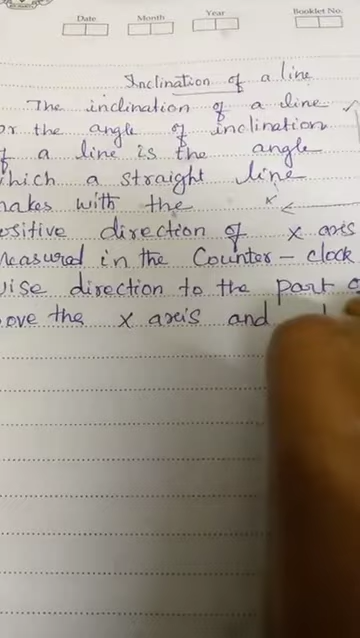 Date Month Year Booklet No.
Inclination of a line
The inclination of a line
or the angle of inclination
of a line is the angle
which a straight line
makes with the
positive direction of x axis
measured in the Counter - clock
wise direction to the part
above the x axis and